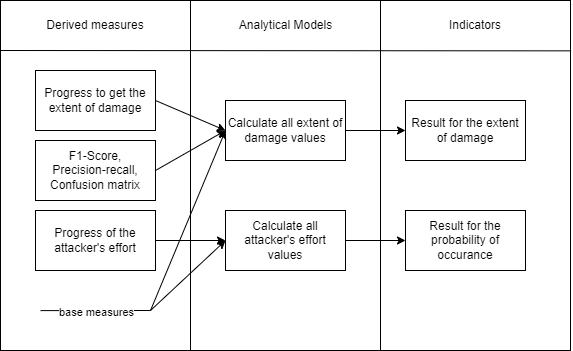 Derived measures
Analytical Models
Indicators
Progress to get the
extent of damage
F1-Score,
Precision-recall,
Confusion matrix
Progress of the
attacker's effort
base measures
Calculate all extent of
damage values
Calculate all
attacker's effort
values
Result for the extent
of damage
Result for the
probability of
occurance